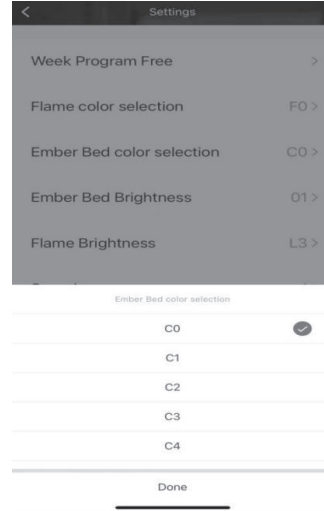 Settings
Week Program Free
Flame color selection F0
Ember Bed color selection C0
Ember Bed Brightness 01
Flame Brightness L3
Ember Bed color selection
C0
C1
C2
C3
C4
Done